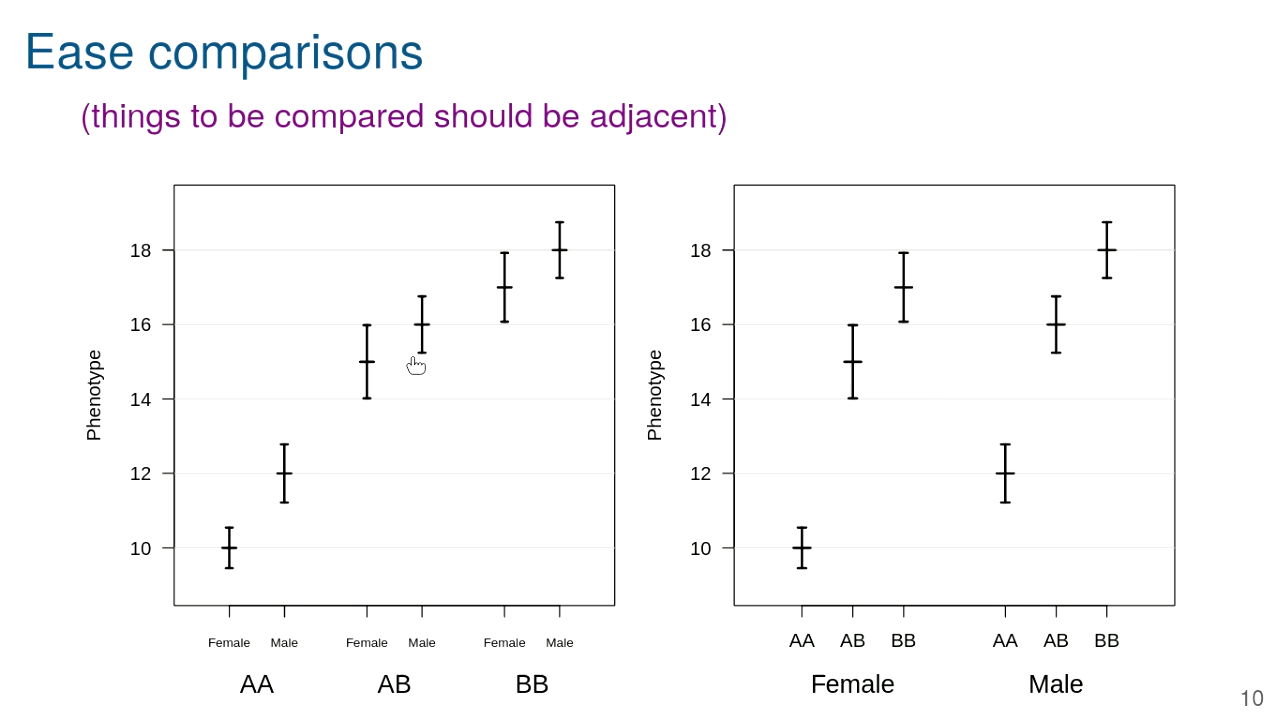 Ease comparisons
(things to be compared should be adjacent)
Phenotype
18
16
14
12
10
Female Male Female Male Female Male
AA AB BB
Phenotype
18
16
14
12
10
AA AB BB AA AB BB
Female Male
10